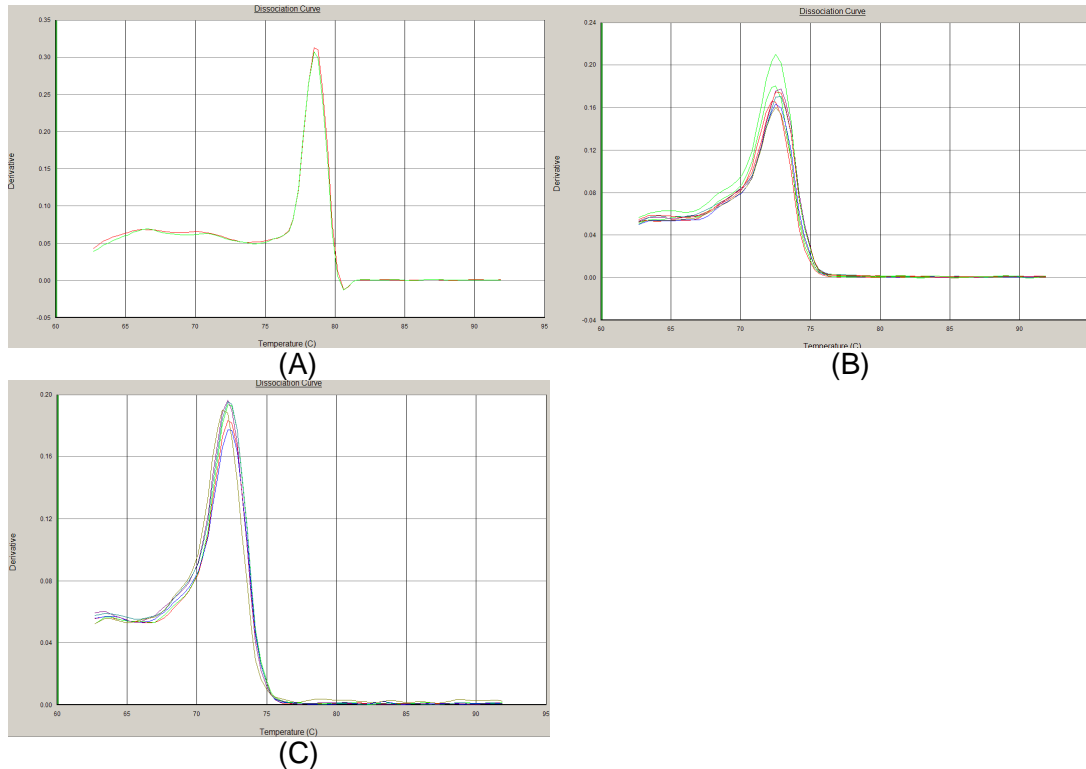 Dissociation Curve
0.35
0.30
0.25
0.20
0.15
0.10
0.05
0.00
-0.05
Derivative
60 65 70 75 80 85 90 95
Temperature (C)
(A)
Dissociation Curve
0.24
0.20
0.16
0.12
0.08
0.04
0.00
-0.04
Derivative
60 65 70 75 80 85 90
Temperature (C)
(B)
Dissociation Curve
0.20
0.16
0.12
0.08
0.04
0.00
Derivative
60 65 70 75 80 85 90 95
Temperature (C)
(C)